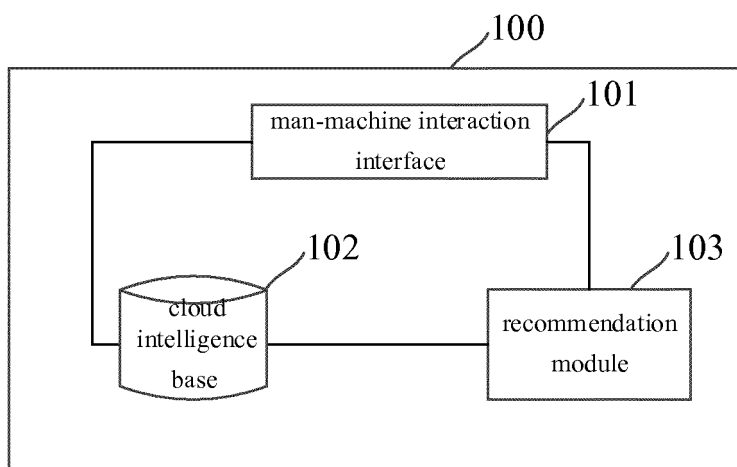 100
101
man-machine interaction
interface
102
103
cloud
intelligence
base
recommendation
module